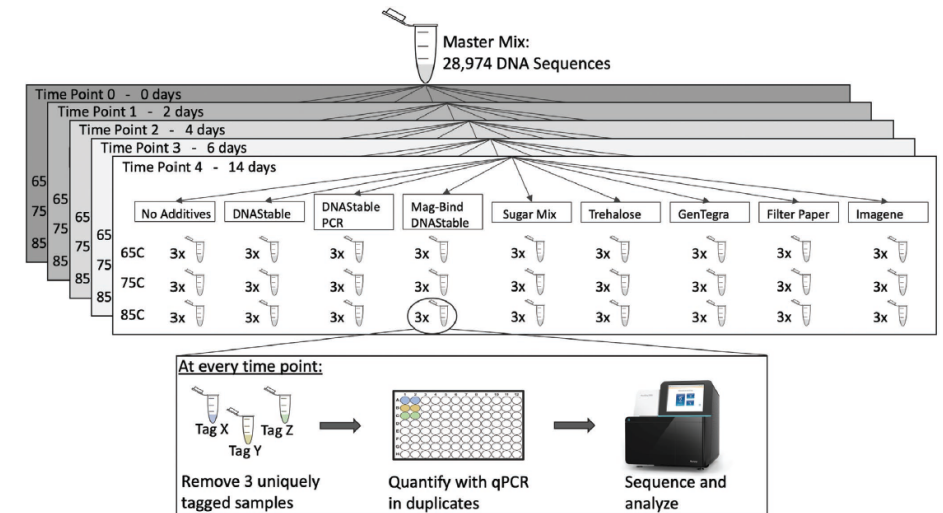 Master Mix:
28,974 DNA Sequences
Time Point 0 - 0 days
Time Point 1 - 2 days
Time Point 2 - 4 days
Time Point 3 - 6 days
Time Point 4 - 14 days
65
75
85
65
75
85
65
75
85
65
75
85
No Additives
DNAStable
DNAStable
PCR
Mag-Bind
DNAStable
Sugar Mix
Trehalose
GenTegra
Filter Paper
Imagene
65C 3x 3x 3x 3x 3x 3x 3x 3x 3x
75C 3x 3x 3x 3x 3x 3x 3x 3x 3x
85C 3x 3x 3x 3x 3x 3x 3x 3x 3x
At every time point:
Tag X
Tag Y
Tag Z
Remove 3 uniquely
tagged samples
Quantify with qPCR
in duplicates
Sequence and
analyze